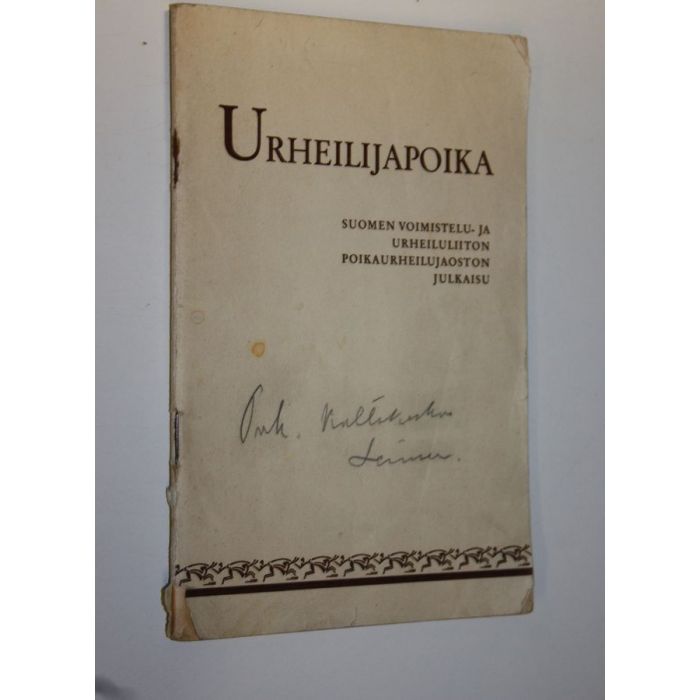 URHEILIJAPOIKA
SUOMEN VOIMISTELU- JA
URHEILULIITON
POIKAURHEILUJAOSTON
JULKAISU